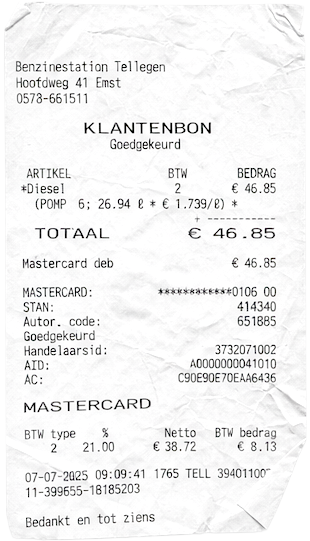 Benzinestation Tellegen
Hoofdweg 41 Emst
0578-661511
KLANTENBON
Goedgekeurd
ARTIKEL BTW BEDRAG
*Diesel 2 € 46.85
(POMP 6; 26.94 ℓ * € 1.739/ℓ) *
+ -----------
TOTAAL € 46.85
Mastercard deb € 46.85
MASTERCARD: ************0106 00
STAN: 414340
Autor. code: 651885
Goedgekeurd
Handelaarsid: 3732071002
AID: A0000000041010
AC: C90E90E70EAA6436
MASTERCARD
BTW type % Netto BTW bedrag
2 21.00 € 38.72 € 8.13
07-07-2025 09:09:41 1765 TELL
11-399655-18185203
Bedankt en tot ziens